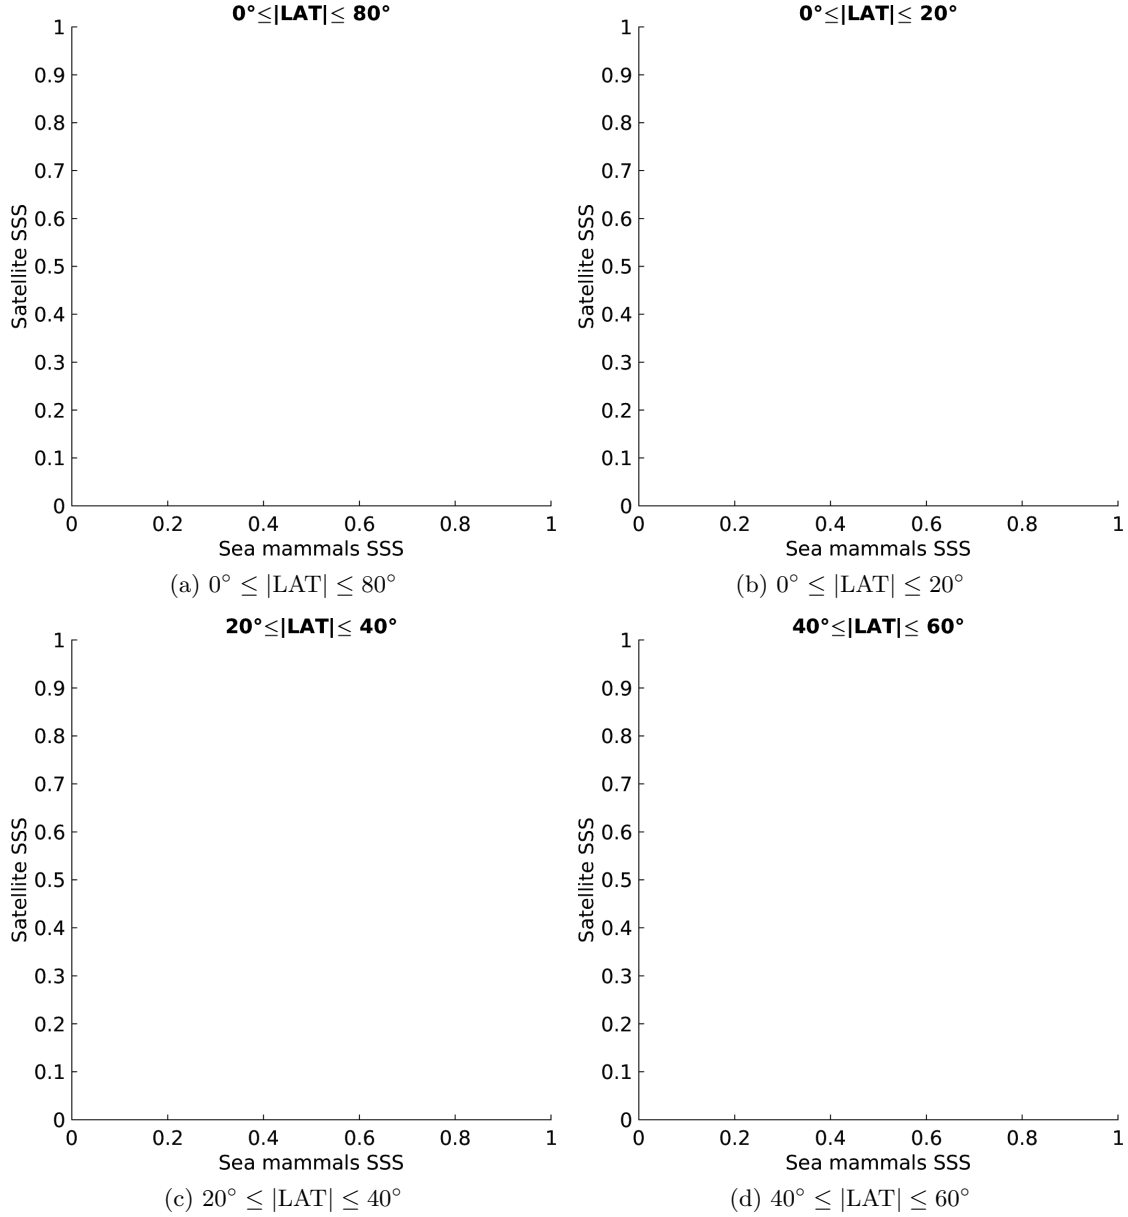 0°≤|LAT|≤ 80°
1
0.9
0.8
0.7
0.6
0.5
0.4
0.3
0.2
0.1
0
Satellite SSS
0 0.2 0.4 0.6 0.8 1
Sea mammals SSS
(a) 0° ≤ |LAT| ≤ 80°
0°≤|LAT|≤ 20°
1
0.9
0.8
0.7
0.6
0.5
0.4
0.3
0.2
0.1
0
Satellite SSS
0 0.2 0.4 0.6 0.8 1
Sea mammals SSS
(b) 0° ≤ |LAT| ≤ 20°
20°≤|LAT|≤ 40°
1
0.9
0.8
0.7
0.6
0.5
0.4
0.3
0.2
0.1
0
Satellite SSS
0 0.2 0.4 0.6 0.8 1
Sea mammals SSS
(c) 20° ≤ |LAT| ≤ 40°
40°≤|LAT|≤ 60°
1
0.9
0.8
0.7
0.6
0.5
0.4
0.3
0.2
0.1
0
Satellite SSS
0 0.2 0.4 0.6 0.8 1
Sea mammals SSS
(d) 40° ≤ |LAT| ≤ 60°